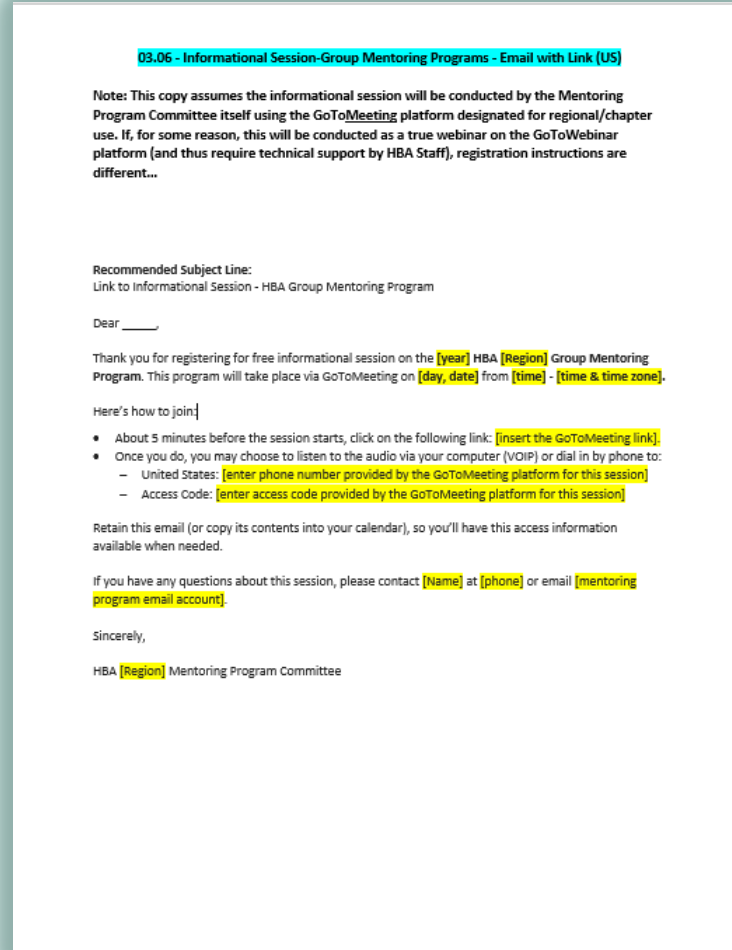 03.06 - Informational Session-Group Mentoring Programs - Email with Link (US)
Note: This copy assumes the informational session will be conducted by the Mentoring
Program Committee itself using the GoToMeeting platform designated for regional/chapter
use. If, for some reason, this will be conducted as a true webinar on the GoToWebinar
platform (and thus require technical support by HBA Staff), registration instructions are
different...
Recommended Subject Line:
Link to Informational Session - HBA Group Mentoring Program
Dear _____,
Thank you for registering for free informational session on the [year] HBA [Region] Group Mentoring
Program. This program will take place via GoToMeeting on [day, date] from [time] - [time & time zone].
Here's how to join:
• About 5 minutes before the session starts, click on the following link: [insert the GoToMeeting link].
• Once you do, you may choose to listen to the audio via your computer (VOIP) or dial in by phone to:
– United States: [enter phone number provided by the GoToMeeting platform for this session]
– Access Code: [enter access code provided by the GoToMeeting platform for this session]
Retain this email (or copy its contents into your calendar), so you'll have this access information
available when needed.
If you have any questions about this session, please contact [Name] at [phone] or email [mentoring
program email account].
Sincerely,
HBA [Region] Mentoring Program Committee